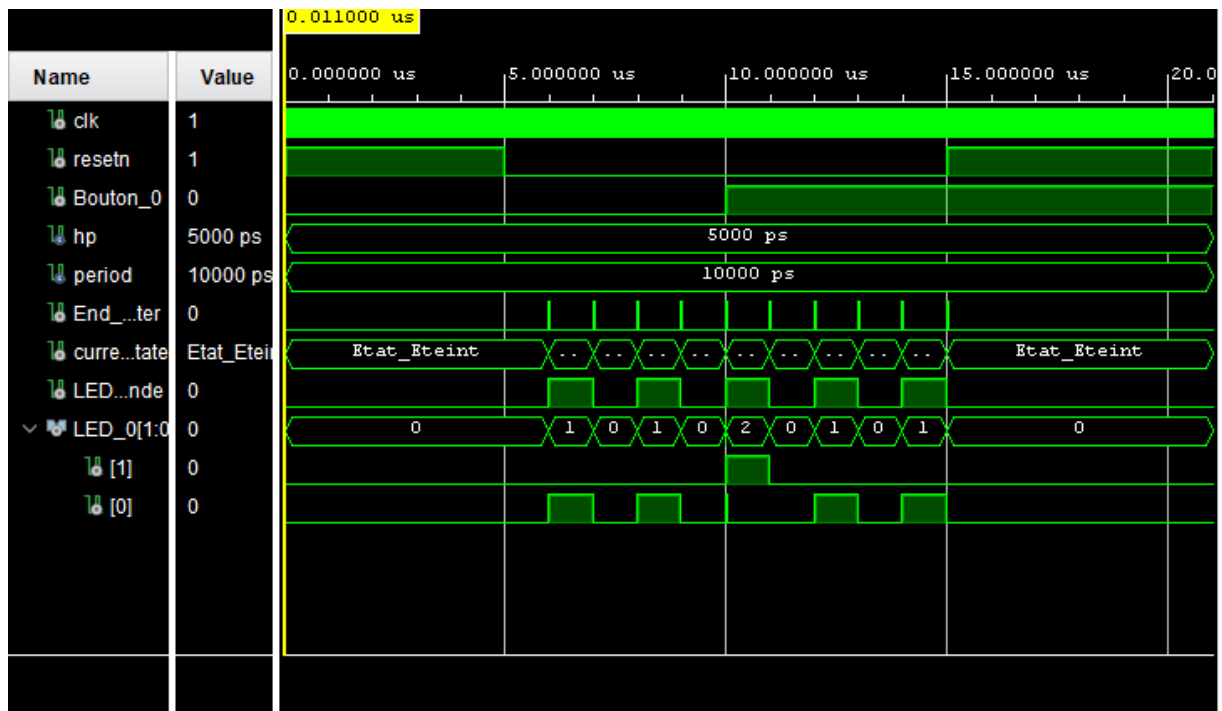 0.011000 us
Name Value 0.000000 us 5.000000 us 10.000000 us 15.000000 us 20.0
clk 1
resetn 1
Bouton_0 0
hp 5000 ps 5000 ps
period 10000 ps 10000 ps
End_...ter 0
curre...tate Etat_Etei Etat_Eteint .. .. .. .. .. .. .. .. .. Etat_Eteint
LED...nde 0
LED_0[1:0 0 0 1 0 1 0 2 0 1 0 1 0
[1] 0
[0] 0